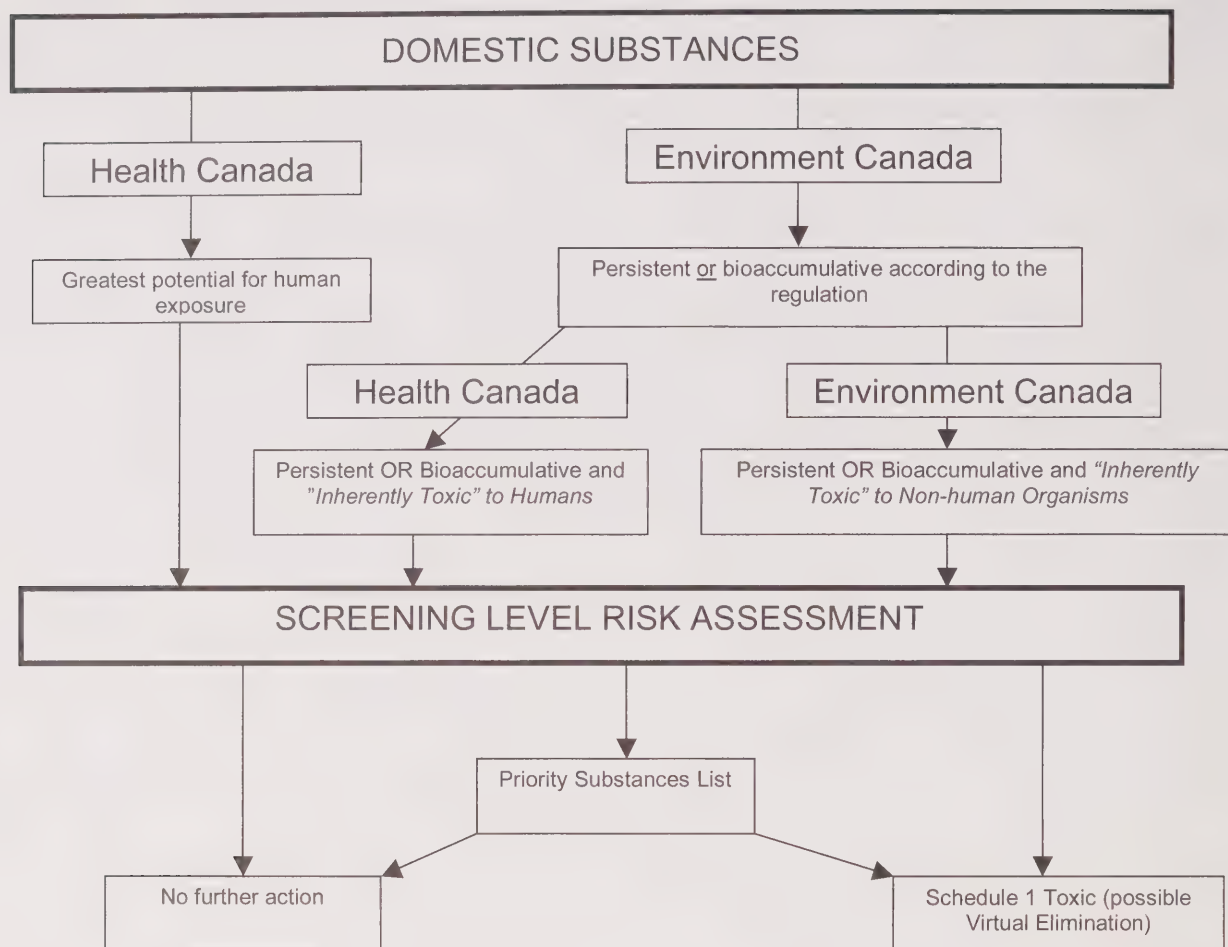 DOMESTIC SUBSTANCES
Health Canada
Environment Canada
Greatest potential for human
exposure
Persistent or bioaccumulative according to the
regulation
Health Canada
Environment Canada
Persistent OR Bioaccumulative and
"Inherently Toxic" to Humans
Persistent OR Bioaccumulative and "Inherently
Toxic" to Non-human Organisms
SCREENING LEVEL RISK ASSESSMENT
Priority Substances List
No further action
Schedule 1 Toxic (possible
Virtual Elimination)